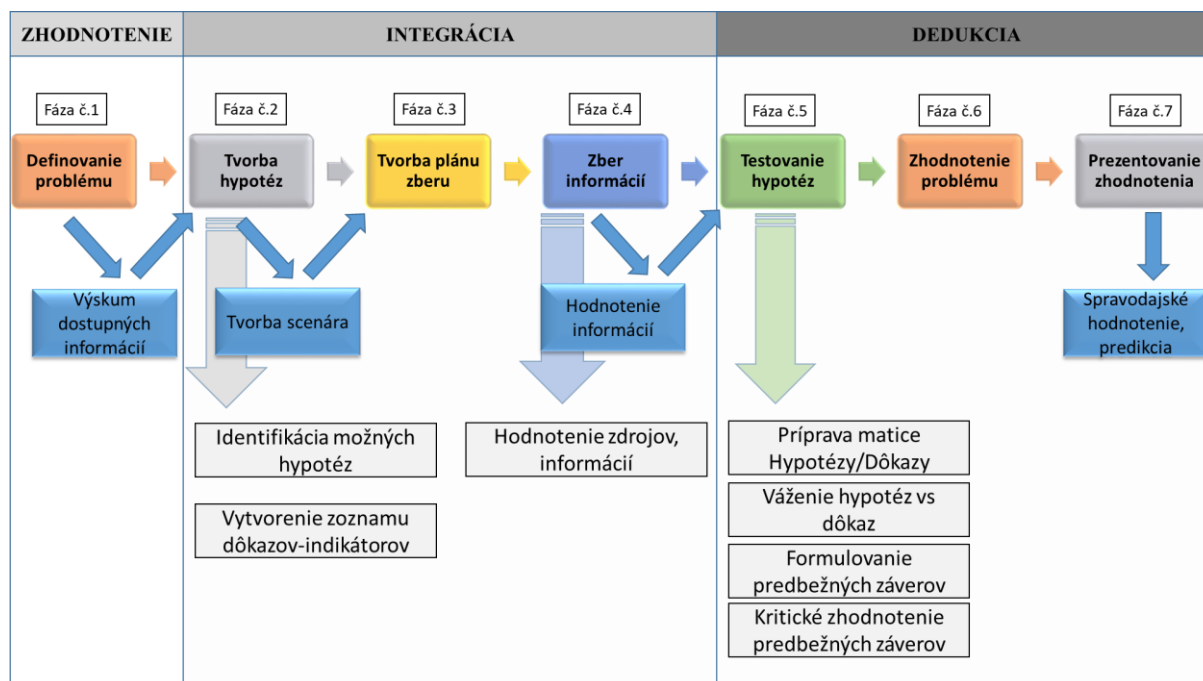 ZHODNOTENIE
INTEGRÁCIA
DEDUKCIA
Fáza č.1
Fáza č.2
Fáza č.3
Fáza č.4
Fáza č.5
Fáza č.6
Fáza č.7
Definovanie
problému
Tvorba
hypotéz
Tvorba plánu
zberu
Zber
informácií
Testovanie
hypotéz
Zhodnotenie
problému
Prezentovanie
zhodnotenia
Výskum
dostupných
informácií
Tvorba scenára
Hodnotenie
informácií
Spravodajské
hodnotenie,
predikcia
Identifikácia možných
hypotéz
Vytvorenie zoznamu
dôkazov-indikátorov
Hodnotenie zdrojov,
informácií
Príprava matice
Hypotézy/Dôkazy
Váženie hypotéz vs
dôkaz
Formulovanie
predbežných záverov
Kritické zhodnotenie
predbežných záverov